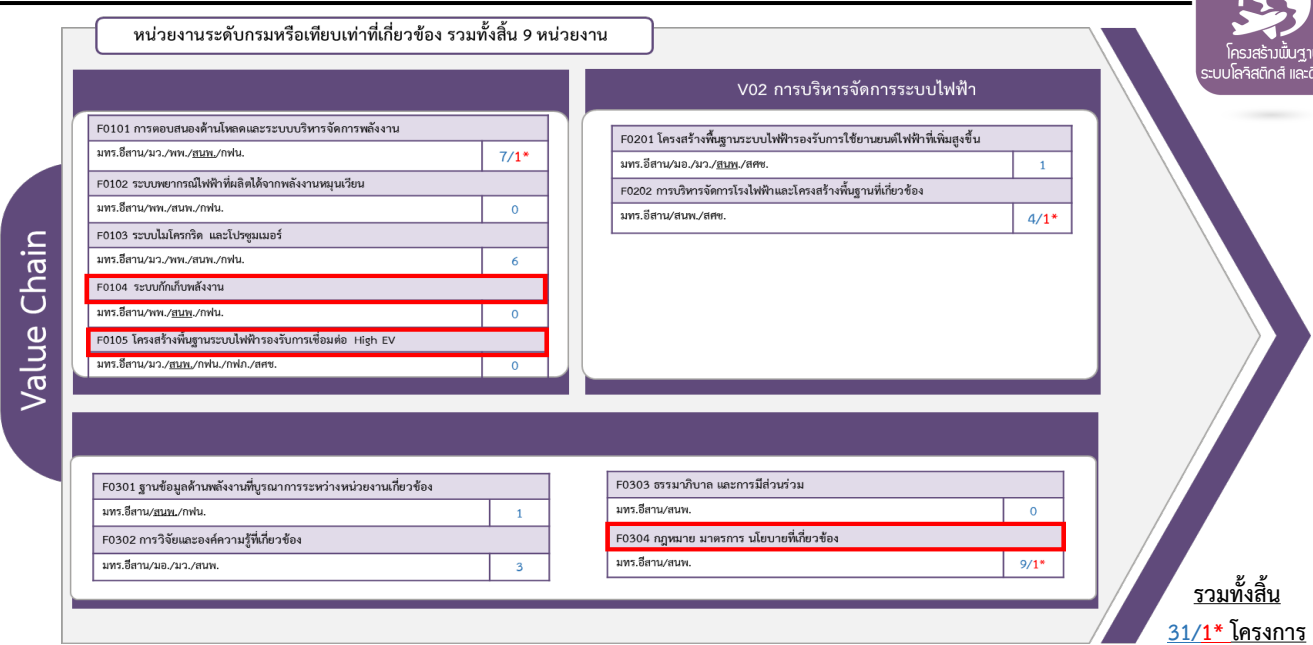 หน่วยงานระดับกรมหรือเทียบเท่าที่เกี่ยวข้อง รวมทั้งสิ้น 9 หน่วยงาน
โครงสร้างพื้นฐาน
ระบบโลจิสติกส์ และ
Value Chain
F0101 การตอบสนองด้านโหลดและระบบบริหารจัดการพลังงาน
มทร.อีสาน/มว./พพ./สนพ./กฟน. 7/1*
F0102 ระบบพยากรณ์ไฟฟ้าที่ผลิตได้จากพลังงานหมุนเวียน
มทร.อีสาน/พพ./สนพ./กฟน. 0
F0103 ระบบไมโครกริด และโปรซูมเมอร์
มทร.อีสาน/มว./พพ./สนพ./กฟน. 6
F0104 ระบบกักเก็บพลังงาน
มทร.อีสาน/พพ./สนพ./กฟน. 0
F0105 โครงสร้างพื้นฐานระบบไฟฟ้ารองรับการเชื่อมต่อ High EV
มทร.อีสาน/มว./สนพ./กฟน./กฟภ./สศช. 0
V02 การบริหารจัดการระบบไฟฟ้า
F0201 โครงสร้างพื้นฐานระบบไฟฟ้ารองรับการใช้ยานยนต์ไฟฟ้าที่เพิ่มสูงขึ้น
มทร.อีสาน/มอ./มว./สนพ./สศช. 1
F0202 การบริหารจัดการโรงไฟฟ้าและโครงสร้างพื้นฐานที่เกี่ยวข้อง
มทร.อีสาน/สนพ./สศช. 4/1*
F0301 ฐานข้อมูลด้านพลังงานที่บูรณาการระหว่างหน่วยงานเกี่ยวข้อง
มทร.อีสาน/สนพ./กฟน. 1
F0302 การวิจัยและองค์ความรู้ที่เกี่ยวข้อง
มทร.อีสาน/มอ./มว./สนพ. 3
F0303 ธรรมาภิบาล และการมีส่วนร่วม
มทร.อีสาน/สนพ. 0
F0304 กฎหมาย มาตรการ นโยบายที่เกี่ยวข้อง
มทร.อีสาน/สนพ. 9/1*
รวมทั้งสิ้น
31/1* โครงการ